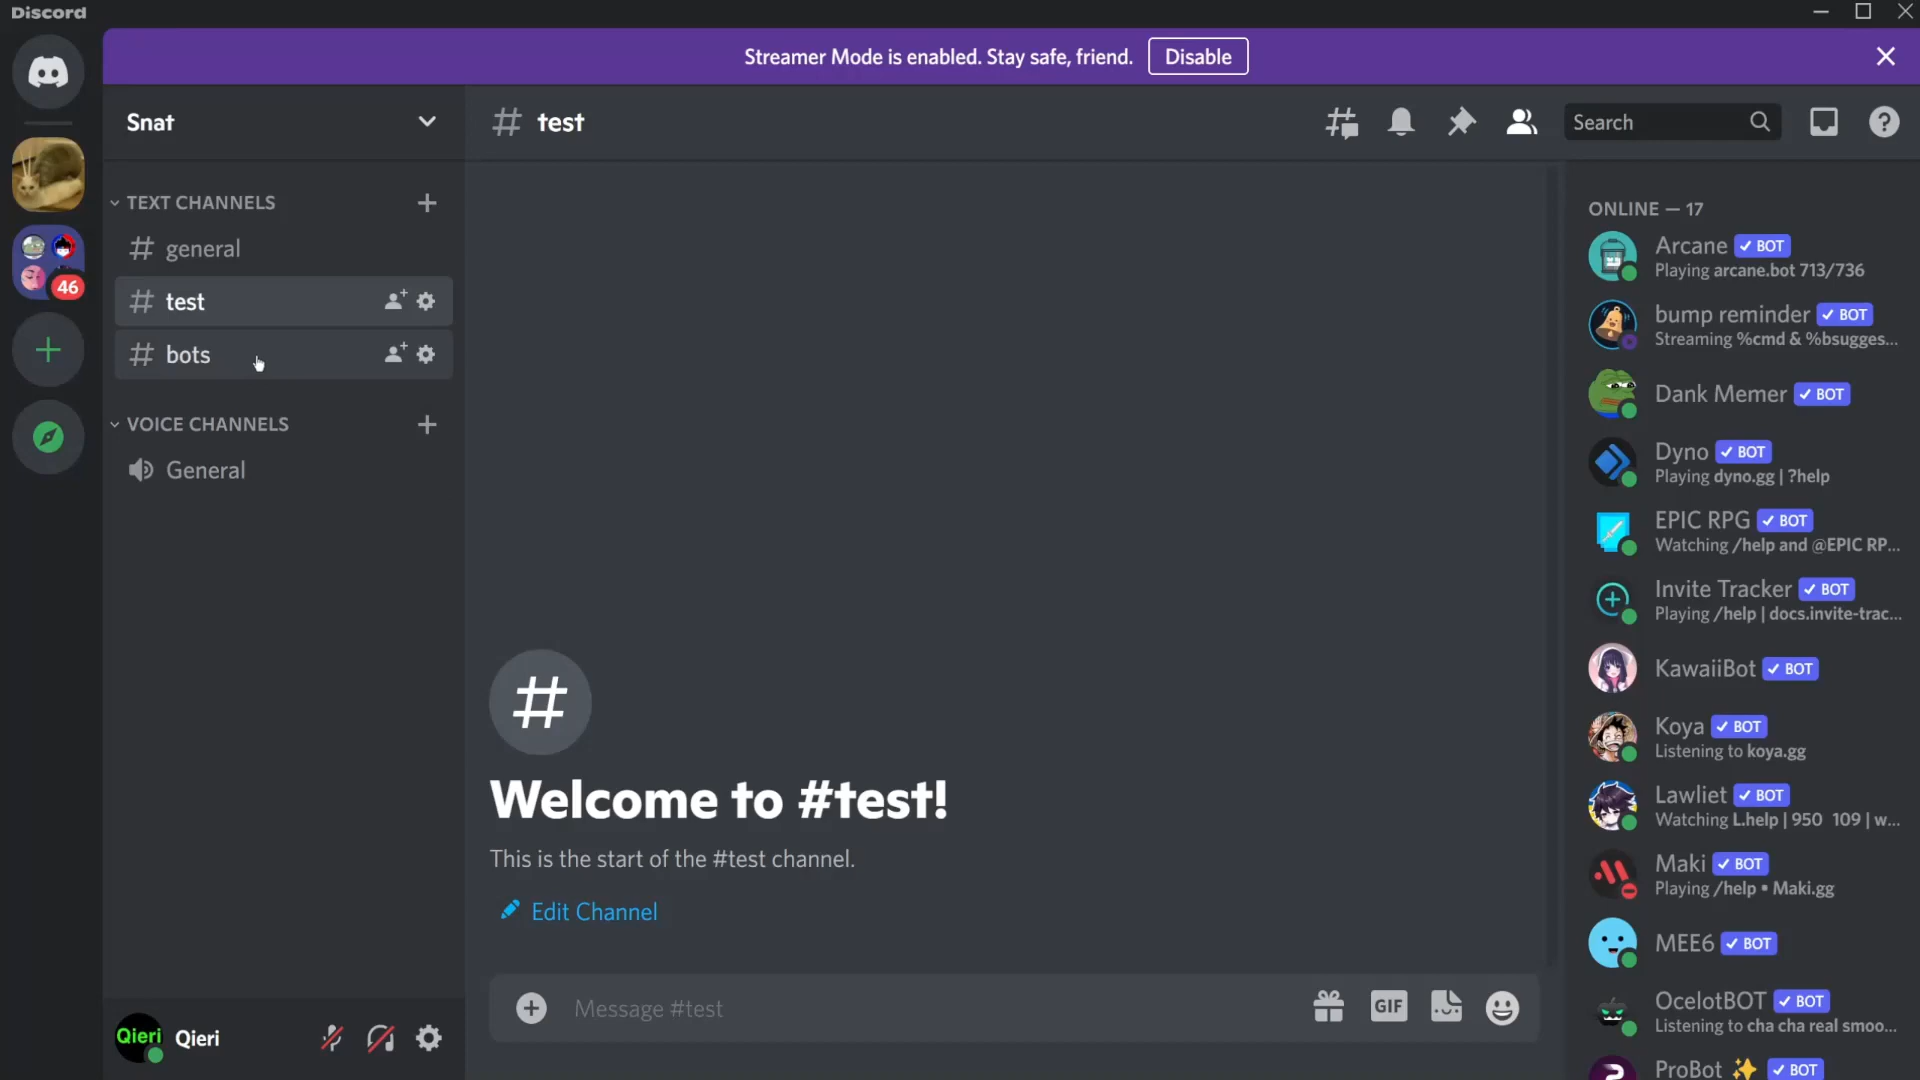 Discord
Streamer Mode is enabled. Stay safe, friend. Disable
Snat
# test
Search
TEXT CHANNELS
# general
# test
# bots
VOICE CHANNELS
General
46
Welcome to #test!
This is the start of the #test channel.
Edit Channel
Message #test
GIF
Qieri
Qieri
ONLINE — 17
Arcane ✓ BOT
Playing arcane.bot 713/736
bump reminder ✓ BOT
Streaming %cmd & %bsugges...
Dank Memer ✓ BOT
Dyno ✓ BOT
Playing dyno.gg | ?help
EPIC RPG ✓ BOT
Watching /help and @EPIC RP...
Invite Tracker ✓ BOT
Playing /help | docs.invite-trac...
KawaiiBot ✓ BOT
Koya ✓ BOT
Listening to koya.gg
Lawliet ✓ BOT
Watching L.help | 950 109 | w...
Maki ✓ BOT
Playing /help • Maki.gg
MEE6 ✓ BOT
OcelotBOT ✓ BOT
Listening to cha cha real smoo...
ProBot ✨ ✓ BOT